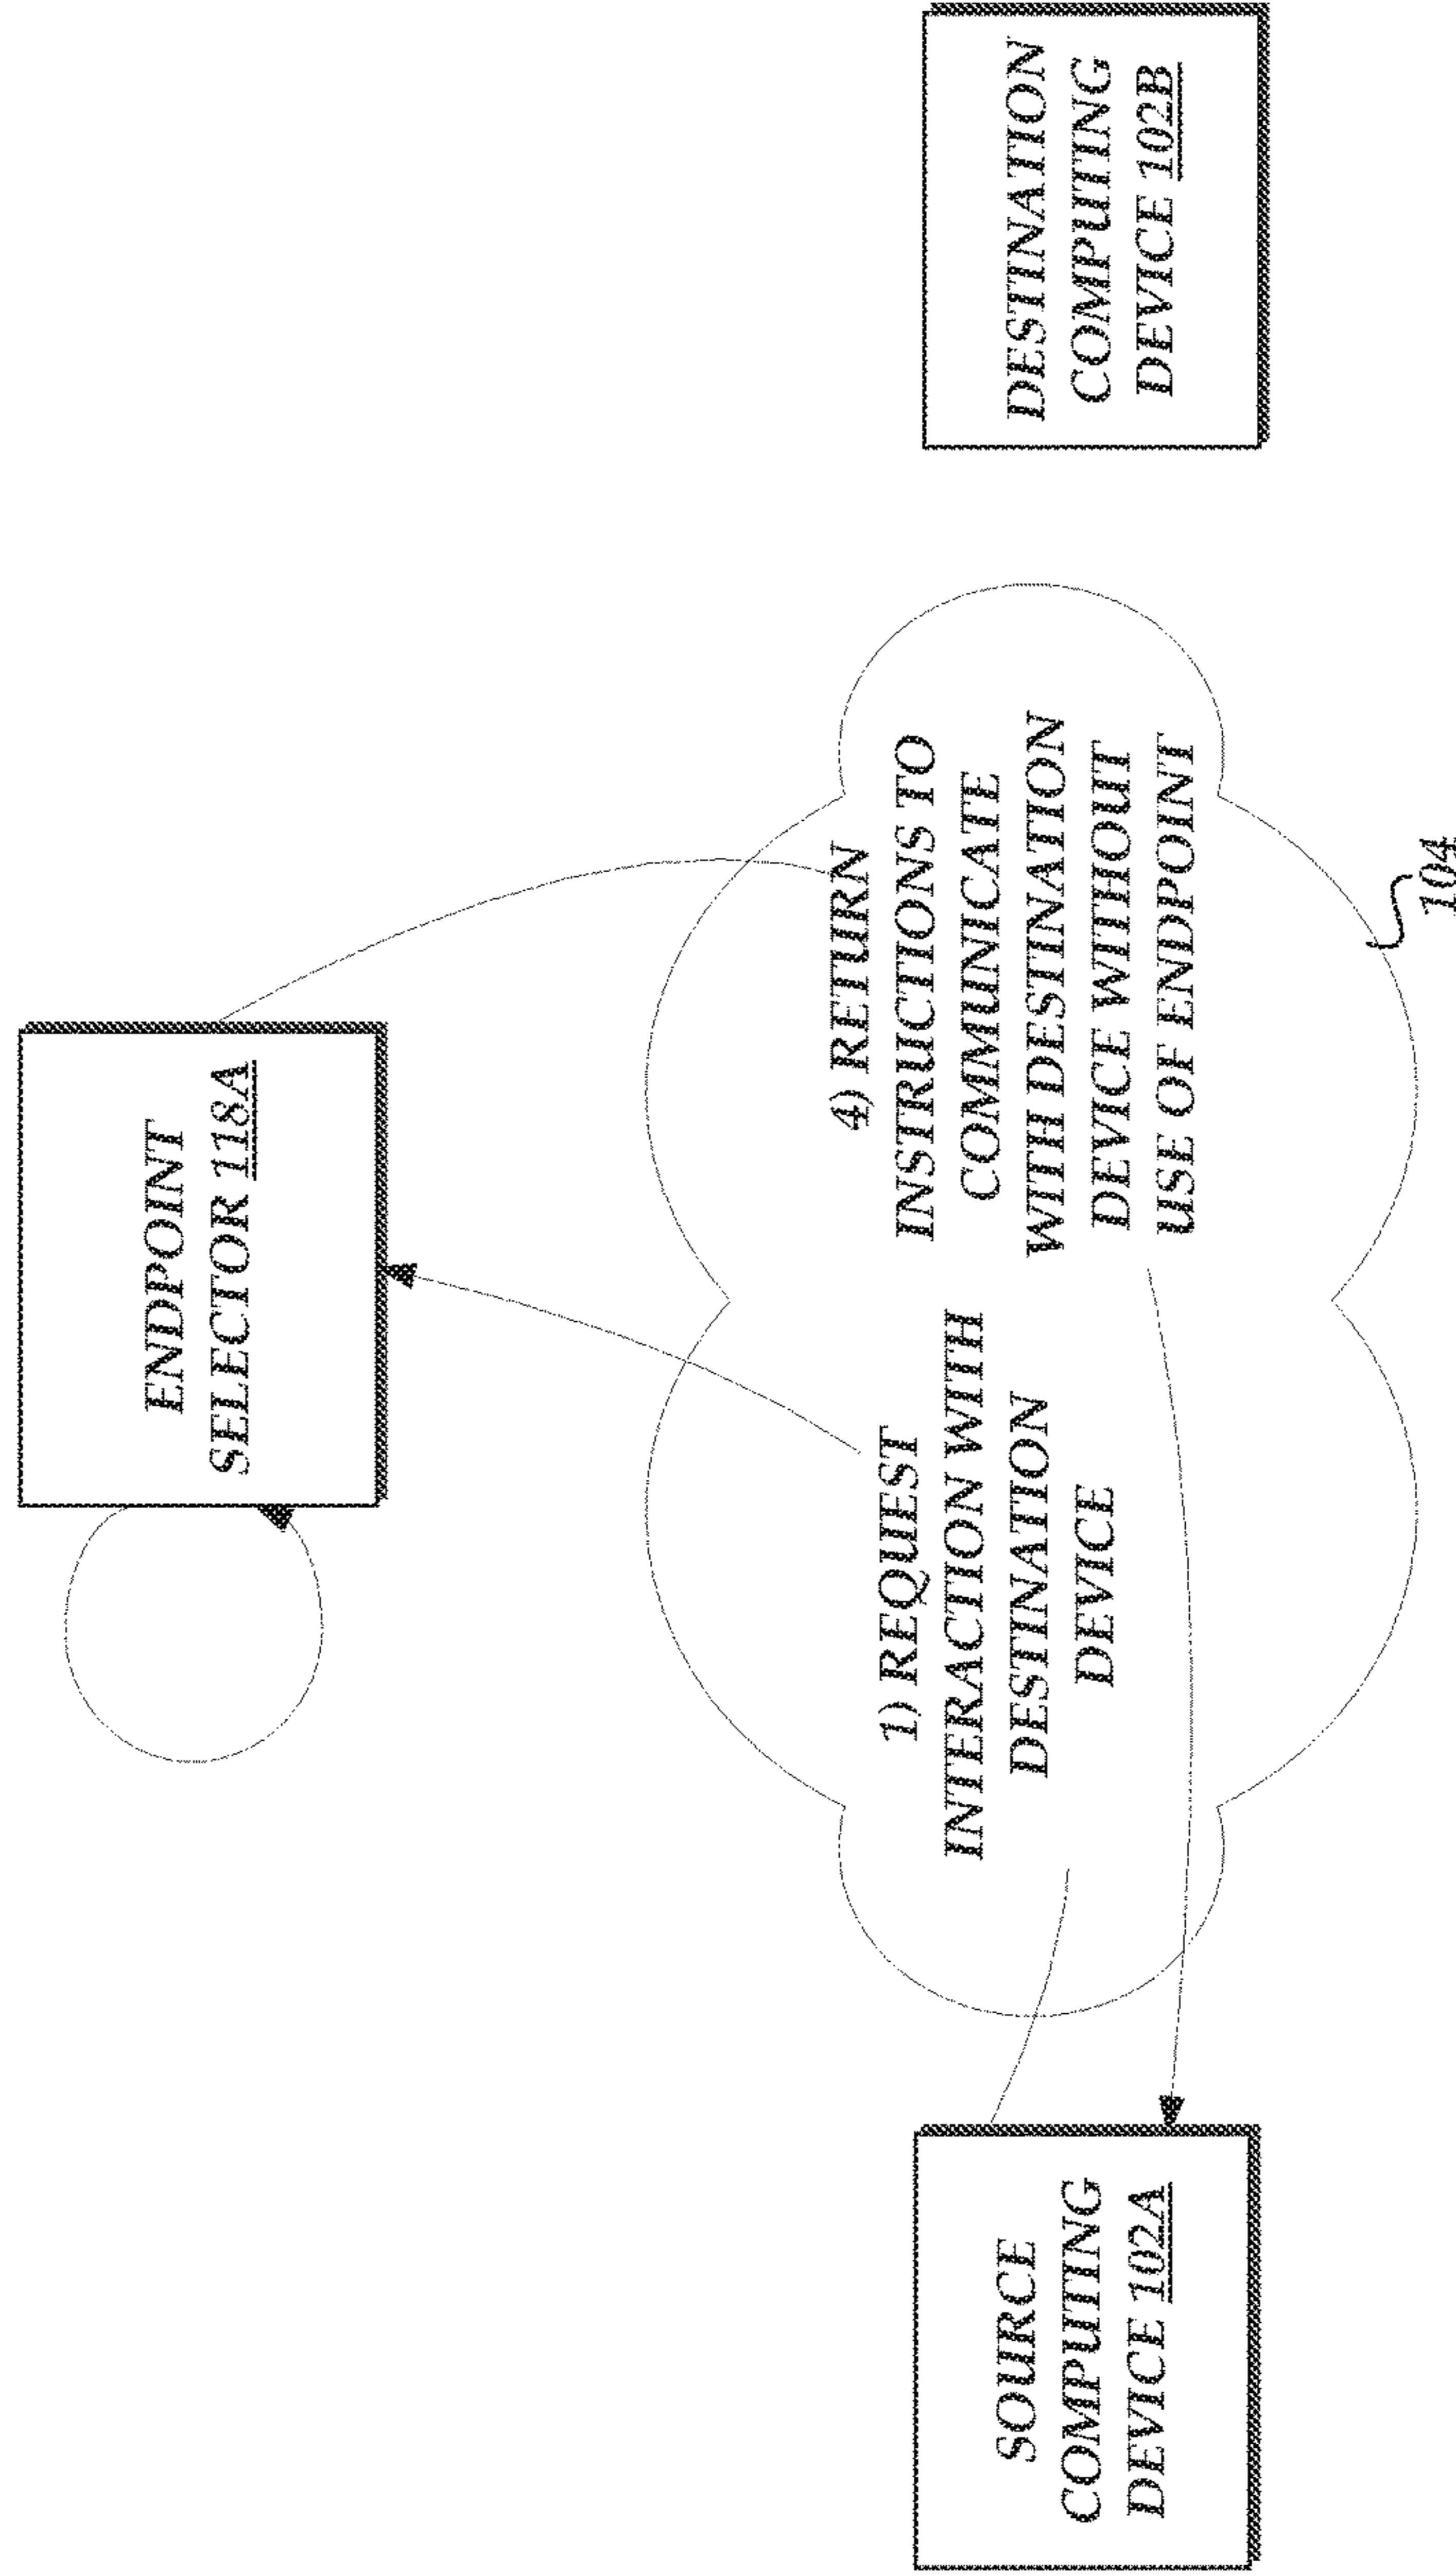 ENDPOINT
SELECTOR 118A
1) REQUEST
INTERACTION WITH
DESTINATION
DEVICE
4) RETURN
INSTRUCTIONS TO
COMMUNICATE
WITH DESTINATION
DEVICE WITHOUT
USE OF ENDPOINT
SOURCE
COMPUTING
DEVICE 102A
DESTINATION
COMPUTING
DEVICE 102B
104